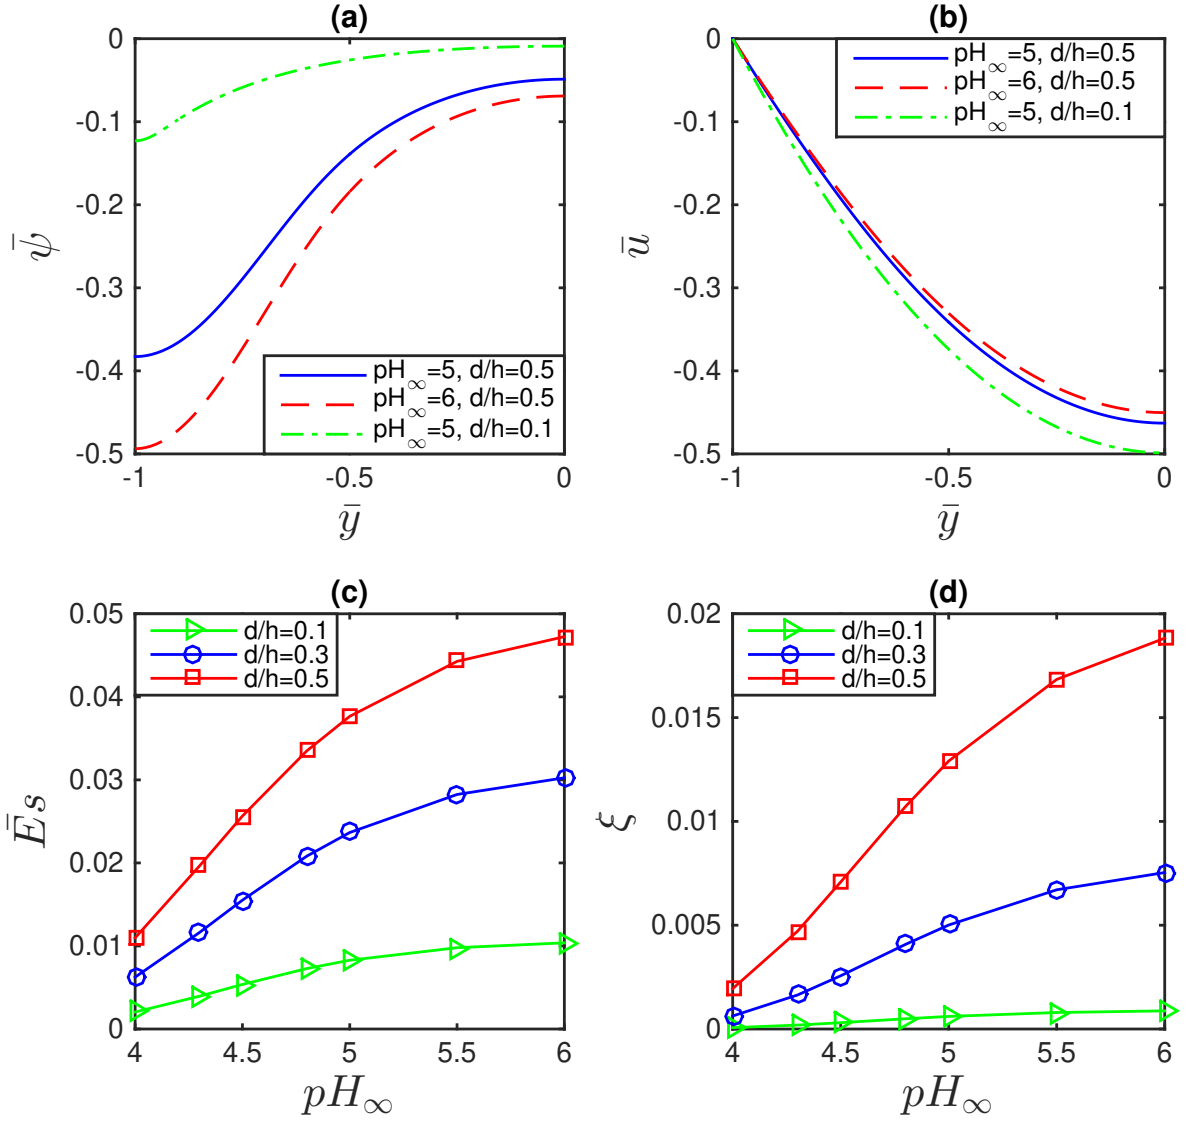 (a)
0
-0.1
-0.2
-0.3
-0.4
-0.5
ψ̄
pH∞=5, d/h=0.5
pH∞=6, d/h=0.5
pH∞=5, d/h=0.1
-1
-0.5
0
ȳ
(b)
0
-0.1
-0.2
-0.3
-0.4
-0.5
ū
pH∞=5, d/h=0.5
pH∞=6, d/h=0.5
pH∞=5, d/h=0.1
-1
-0.5
0
ȳ
(c)
0.05
0.04
0.03
0.02
0.01
0
Ēs
d/h=0.1
d/h=0.3
d/h=0.5
4
4.5
5
5.5
6
pH∞
(d)
0.02
0.015
0.01
0.005
0
ξ
d/h=0.1
d/h=0.3
d/h=0.5
4
4.5
5
5.5
6
pH∞